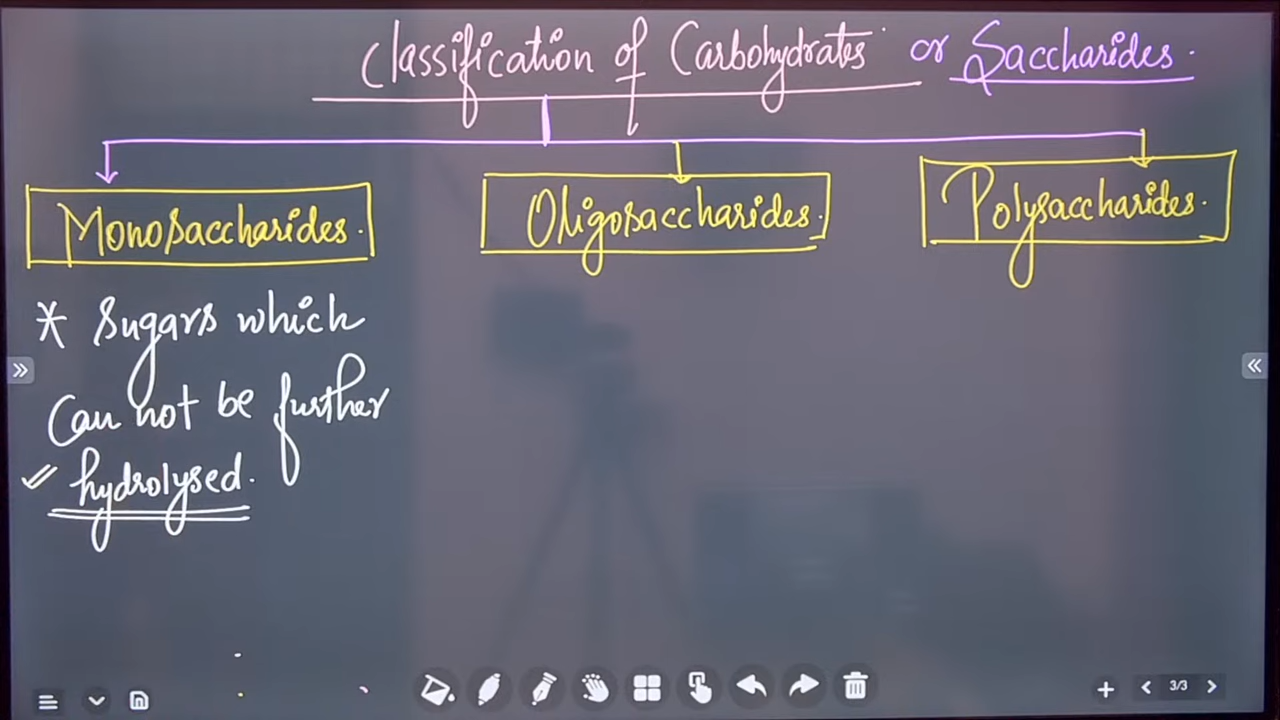 Classification of Carbohydrates or Saccharides.
Monosaccharides.
Oligosaccharides.
Polysaccharides.
* Sugars which
Can not be further
hydrolysed.
3/3